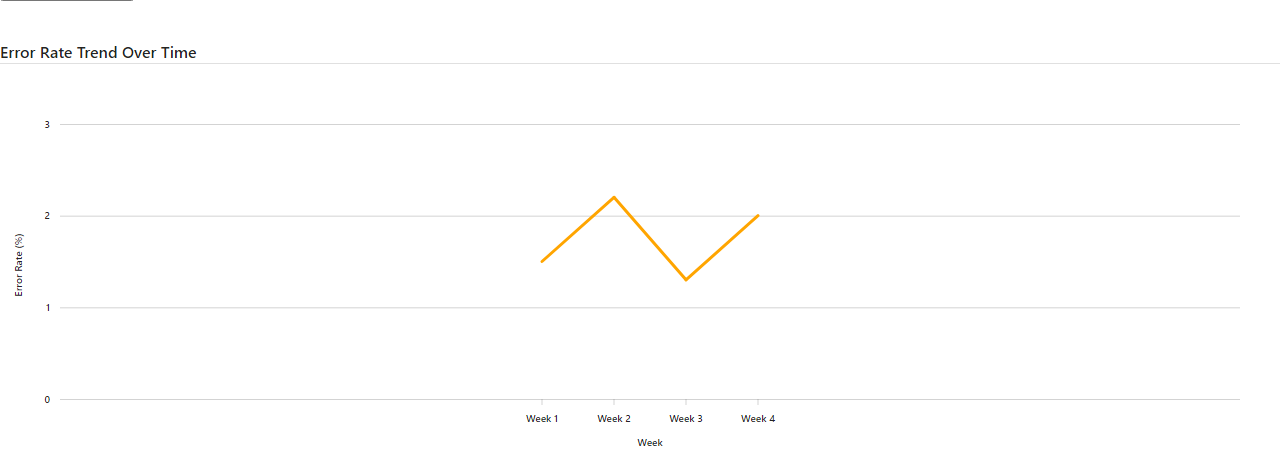 Error Rate Trend Over Time
3
2
1
0
Error Rate (%)
Week 1 Week 2 Week 3 Week 4
Week